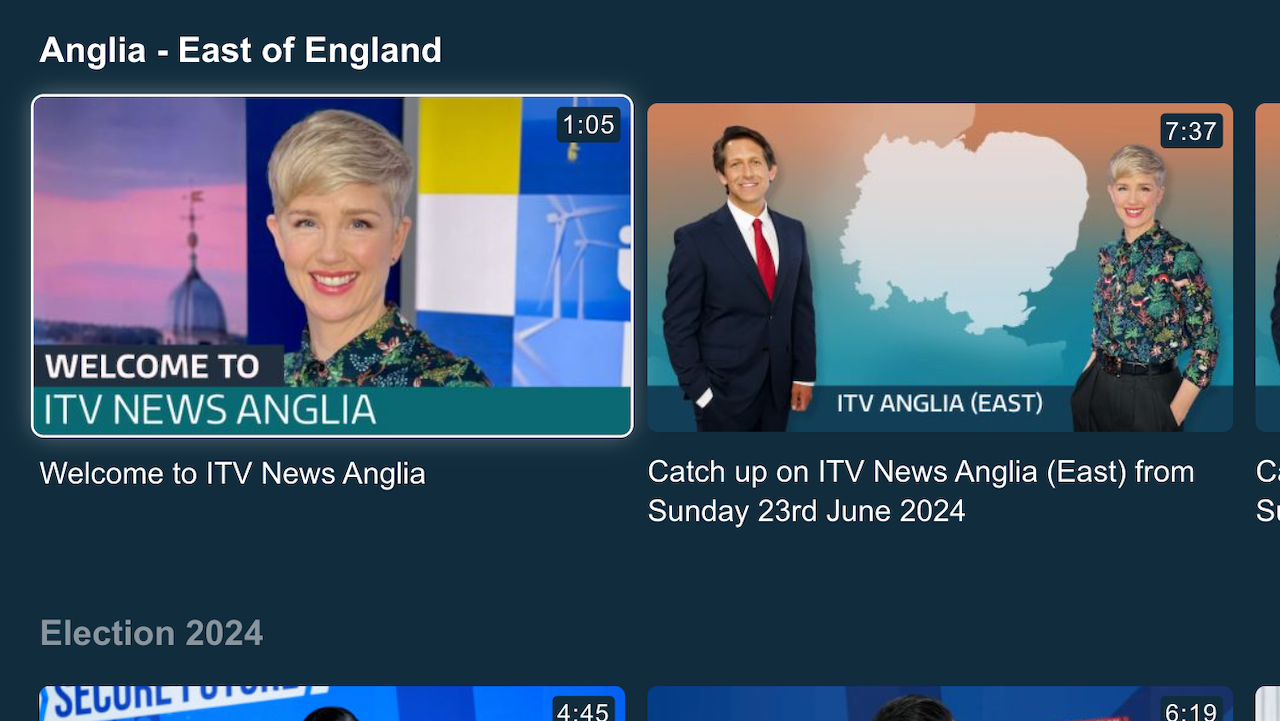 Anglia - East of England
1:05
WELCOME TO
ITV NEWS ANGLIA
Welcome to ITV News Anglia
7:37
ITV ANGLIA (EAST)
Catch up on ITV News Anglia (East) from
Sunday 23rd June 2024
Election 2024
SECURE FUTURE
4:45
6:19